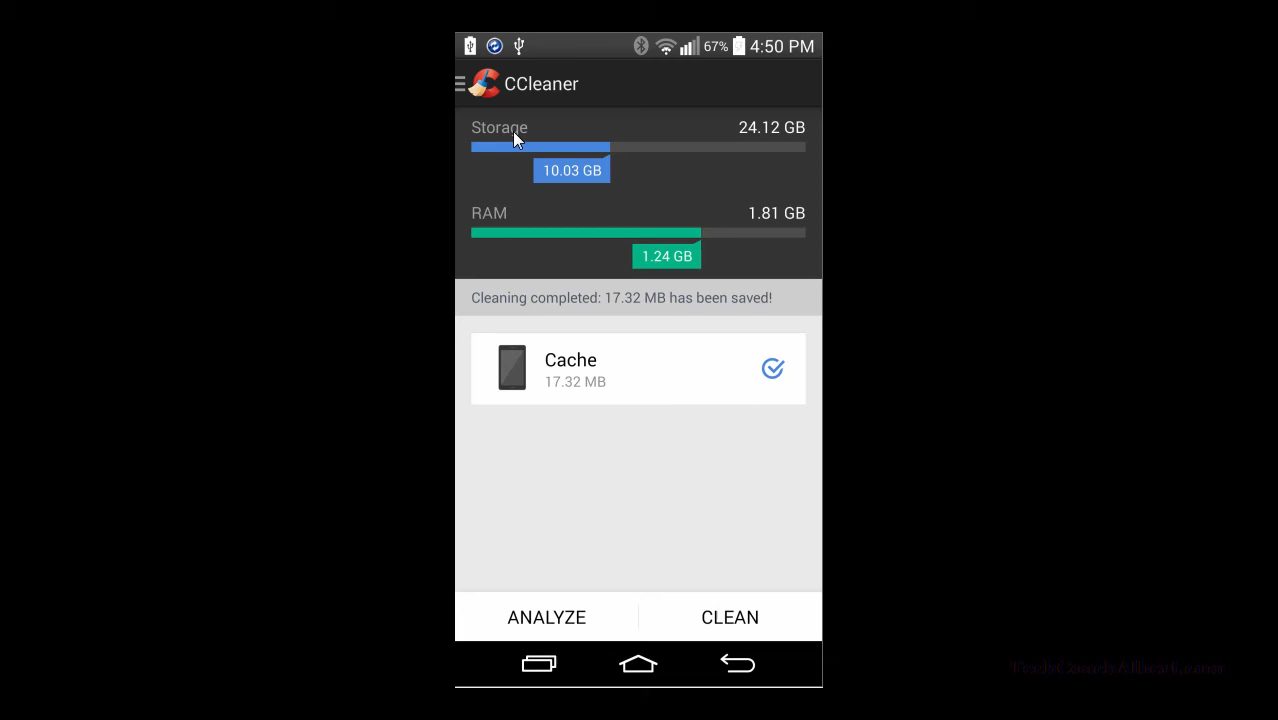 67% 4:50 PM
CCleaner
Storage 24.12 GB
10.03 GB
RAM 1.81 GB
1.24 GB
Cleaning completed: 17.32 MB has been saved!
Cache
17.32 MB
ANALYZE CLEAN